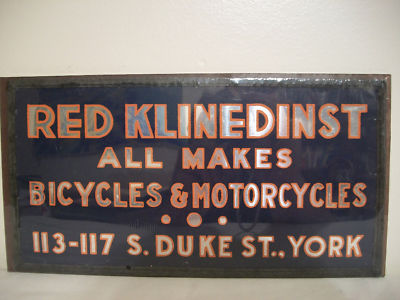 RED KLINEDINST
ALL MAKES
BICYCLES & MOTORCYCLES
113-117 S. DUKE ST., YORK